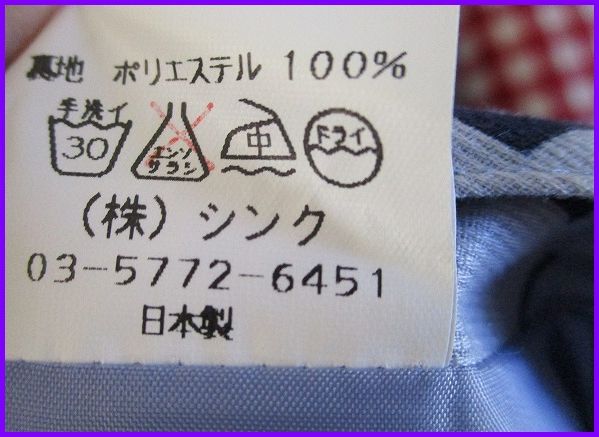 裏地 ポリエステル 100%
手洗イ
30 エンソ サラシ 中 ドライ
(株) シンク
03-5772-6451
日本製